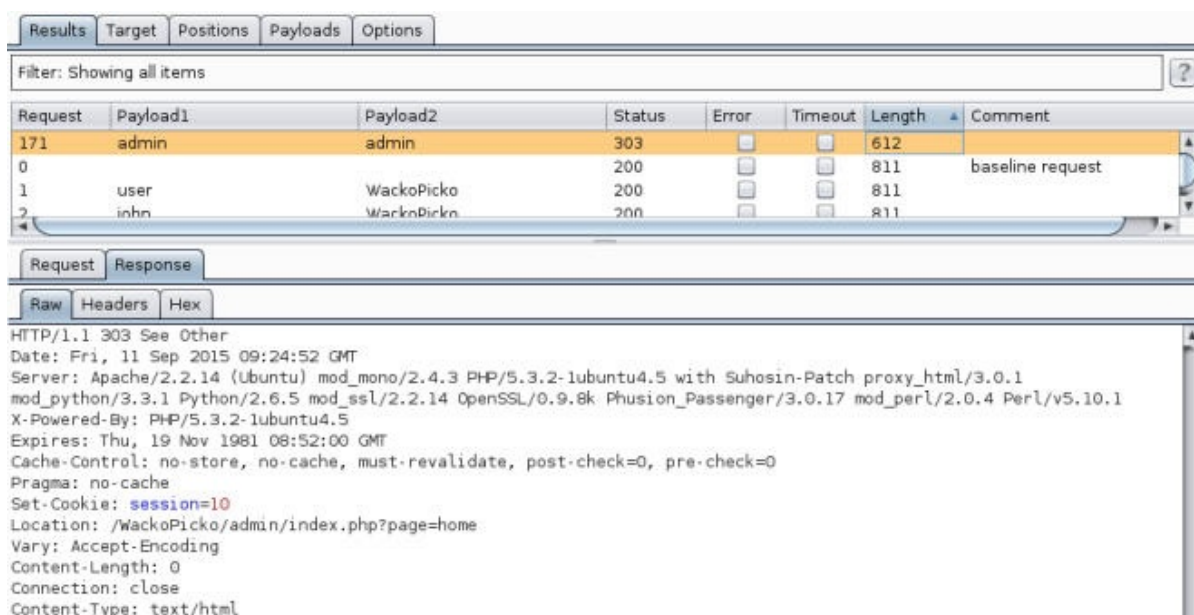 Results Target Positions Payloads Options
Filter: Showing all items
?
Request Payload1 Payload2 Status Error Timeout Length Comment
171 admin admin 303 612
0 200 811 baseline request
1 user WackoPicko 200 811
2 john WackoPicko 200 811
Request Response
Raw Headers Hex
HTTP/1.1 303 See Other
Date: Fri, 11 Sep 2015 09:24:52 GMT
Server: Apache/2.2.14 (Ubuntu) mod_mono/2.4.3 PHP/5.3.2-1ubuntu4.5 with Suhosin-Patch proxy_html/3.0.1
mod_python/3.3.1 Python/2.6.5 mod_ssl/2.2.14 OpenSSL/0.9.8k Phusion_Passenger/3.0.17 mod_perl/2.0.4 Perl/v5.10.1
X-Powered-By: PHP/5.3.2-1ubuntu4.5
Expires: Thu, 19 Nov 1981 08:52:00 GMT
Cache-Control: no-store, no-cache, must-revalidate, post-check=0, pre-check=0
Pragma: no-cache
Set-Cookie: session=10
Location: /WackoPicko/admin/index.php?page=home
Vary: Accept-Encoding
Content-Length: 0
Connection: close
Content-Type: text/html